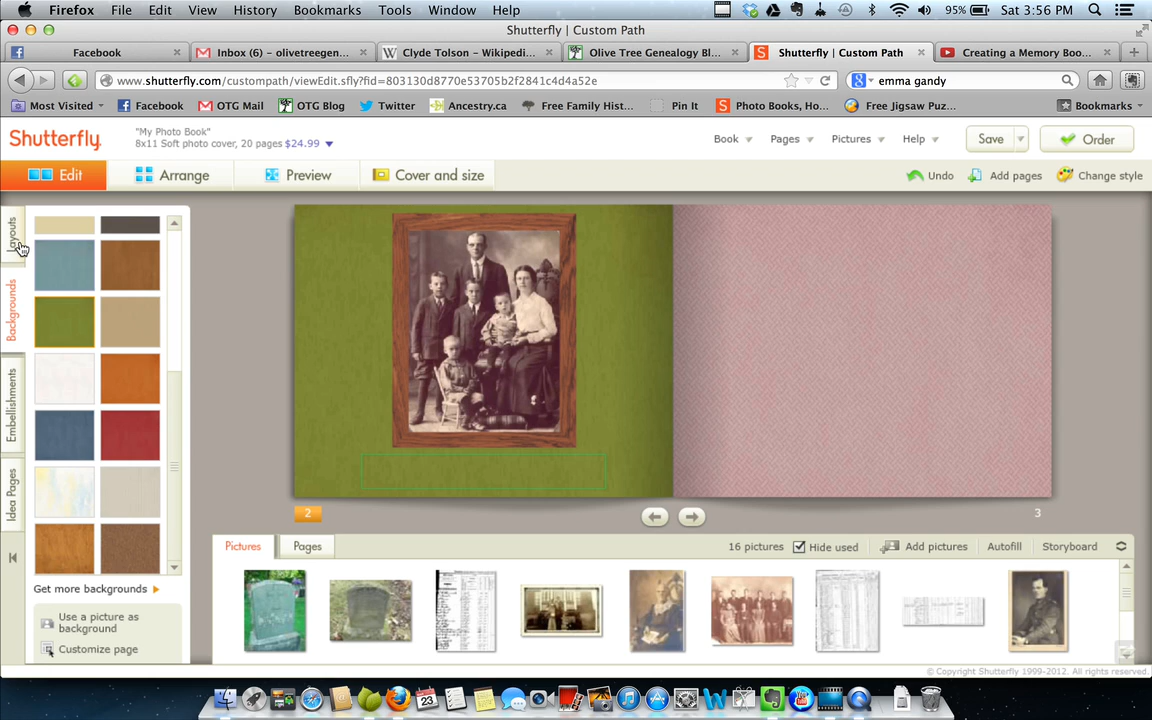 Firefox File Edit View History Bookmarks Tools Window Help 95% Sat 3:56 PM
Shutterfly | Custom Path
Facebook Inbox (6) – olivetreegen... Clyde Tolson – Wikipedi... Olive Tree Genealogy Bl... Shutterfly | Custom Path Creating a Memory Boo...
www.shutterfly.com/custompath/viewEdit.sfly?fid=803130d8770e53705b2f2841c4d4a52e emma gandy
Most Visited Facebook OTG Mail OTG Blog Twitter Ancestry.ca Free Family Hist... Pin It Photo Books, Ho... Free Jigsaw Puz... Bookmarks
Shutterfly. "My Photo Book"
8x11 Soft photo cover, 20 pages $24.99
Book Pages Pictures Help Save Order
Edit Arrange Preview Cover and size Undo Add pages Change style
Layouts
Backgrounds
Embellishments
Idea Pages
2 3
Pictures Pages 16 pictures Hide used Add pictures Autofill Storyboard
Get more backgrounds
Use a picture as
background
Customize page
© Copyright Shutterfly 1999-2012. All rights reserved.
23